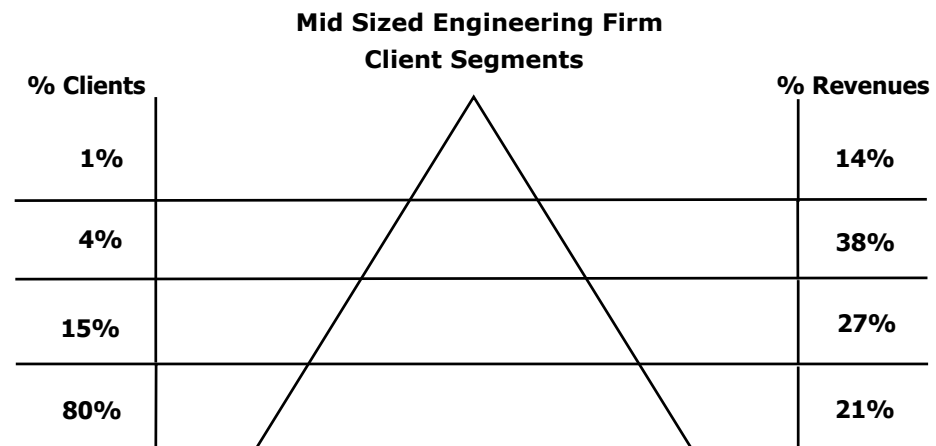 Mid Sized Engineering Firm
Client Segments
% Clients % Revenues
1% 14%
4% 38%
15% 27%
80% 21%